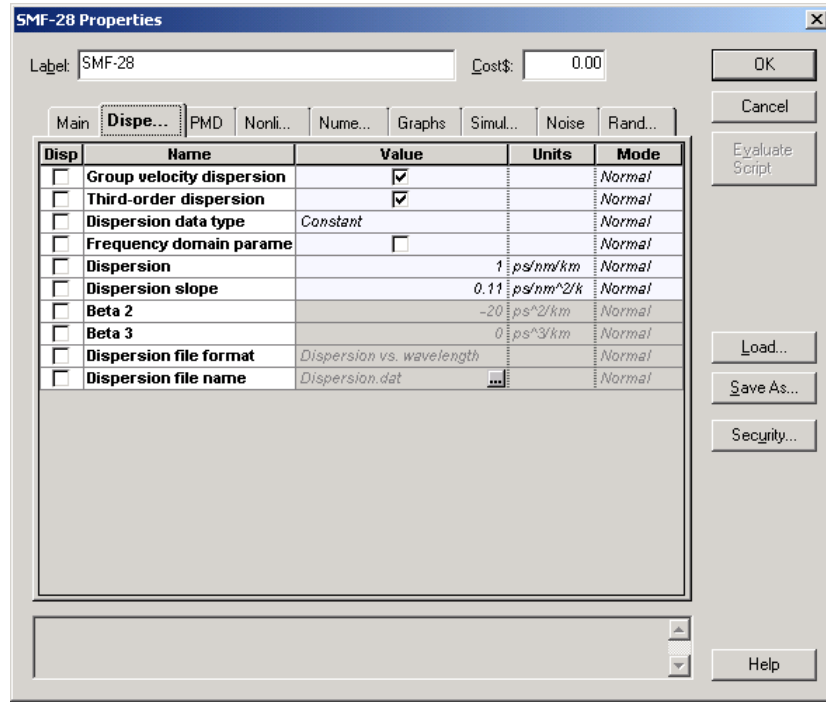 SMF-28 Properties
Label: SMF-28 Cost$: 0.00 OK
Cancel
Evaluate Script
Main Dispe... PMD Nonli... Nume... Graphs Simul... Noise Rand...
Disp Name Value Units Mode
Group velocity dispersion Normal
Third-order dispersion Normal
Dispersion data type Constant Normal
Frequency domain parame Normal
Dispersion 1 ps/nm/km Normal
Dispersion slope 0.11 ps/nm^2/k Normal
Beta 2 -20 ps^2/km Normal
Beta 3 0 ps^3/km Normal
Dispersion file format Dispersion vs. wavelength Normal
Dispersion file name Dispersion.dat ... Normal
Load...
Save As...
Security...
Help